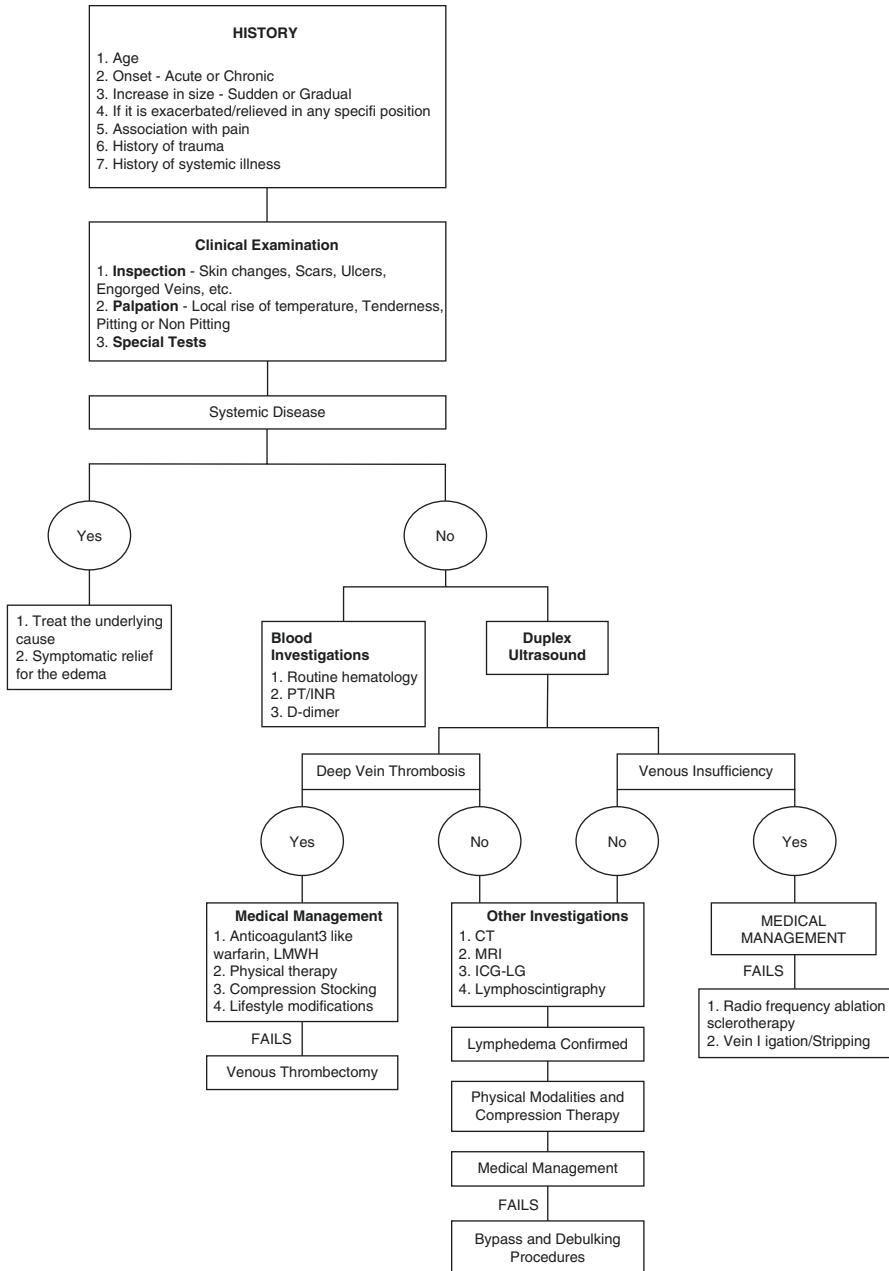 HISTORY
1. Age
2. Onset - Acute or Chronic
3. Increase in size - Sudden or Gradual
4. If it is exacerbated/relieved in any specifi position
5. Association with pain
6. History of trauma
7. History of systemic illness
Clinical Examination
1. Inspection - Skin changes, Scars, Ulcers,
Engorged Veins, etc.
2. Palpation - Local rise of temperature, Tenderness,
Pitting or Non Pitting
3. Special Tests
Systemic Disease
Yes
No
1. Treat the underlying
cause
2. Symptomatic relief
for the edema
Blood
Investigations
1. Routine hematology
2. PT/INR
3. D-dimer
Duplex
Ultrasound
Deep Vein Thrombosis
Venous Insufficiency
Yes
No
No
Yes
Medical Management
1. Anticoagulant3 like
warfarin, LMWH
2. Physical therapy
3. Compression Stocking
4. Lifestyle modifications
FAILS
Venous Thrombectomy
Other Investigations
1. CT
2. MRI
3. ICG-LG
4. Lymphoscintigraphy
Lymphedema Confirmed
Physical Modalities and
Compression Therapy
Medical Management
FAILS
Bypass and Debulking
Procedures
MEDICAL
MANAGEMENT
FAILS
1. Radio frequency ablation
sclerotherapy
2. Vein I igation/Stripping